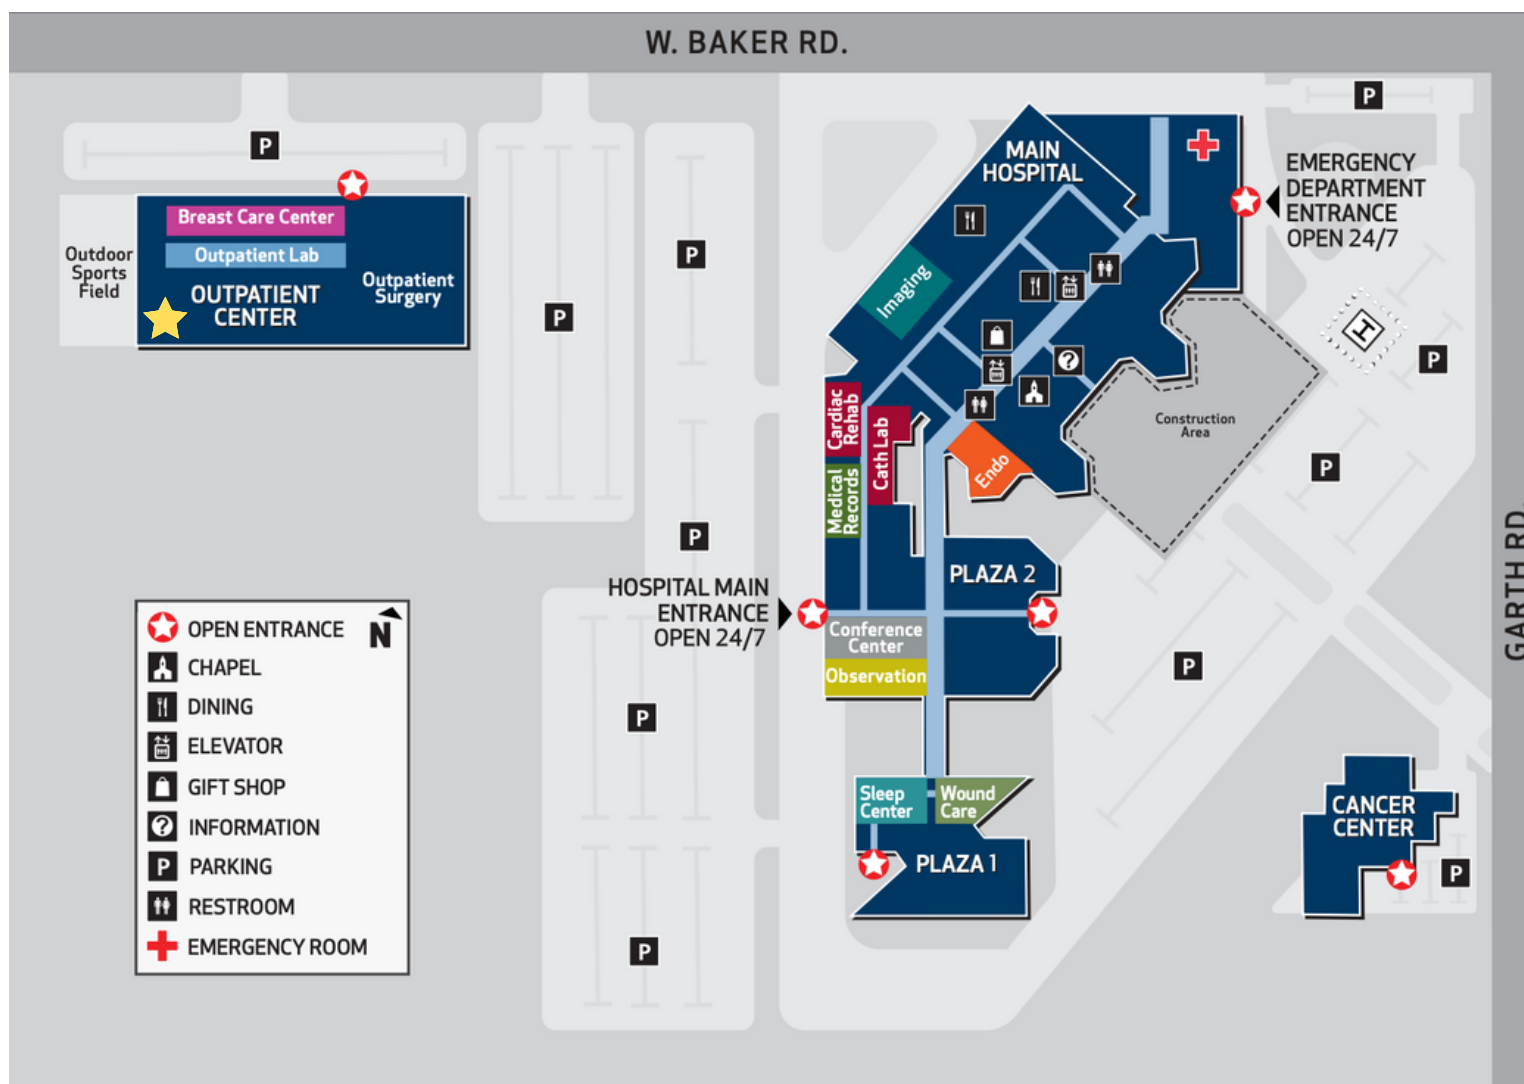 W. BAKER RD.
P
P
MAIN
HOSPITAL
EMERGENCY
DEPARTMENT
ENTRANCE
OPEN 24/7
Breast Care Center
Outpatient Lab
OUTPATIENT
CENTER
Outpatient
Surgery
Outdoor
Sports
Field
P
P
Imaging
?
H
P
Cardiac
Rehab
Cath Lab
Medical
Records
Endo
Construction
Area
P
P
GARTH RD.
PLAZA 2
HOSPITAL MAIN
ENTRANCE
OPEN 24/7
Conference
Center
Observation
P
P
Sleep
Center
Wound
Care
PLAZA 1
CANCER
CENTER
P
P
N
OPEN ENTRANCE
CHAPEL
DINING
ELEVATOR
GIFT SHOP
? INFORMATION
P PARKING
RESTROOM
EMERGENCY ROOM